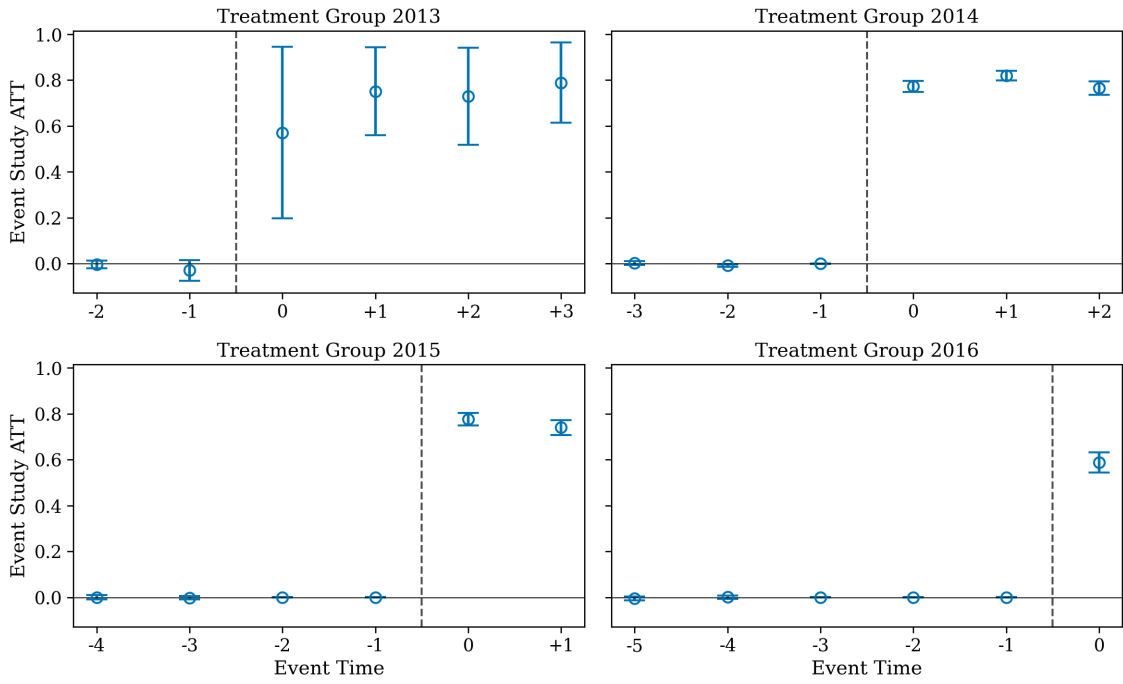 Treatment Group 2013
Treatment Group 2014
Event Study ATT
1.0
0.8
0.6
0.4
0.2
0.0
-2 -1 0 +1 +2 +3
-3 -2 -1 0 +1 +2
Treatment Group 2015
Treatment Group 2016
Event Study ATT
1.0
0.8
0.6
0.4
0.2
0.0
-4 -3 -2 -1 0 +1
-5 -4 -3 -2 -1 0
Event Time
Event Time